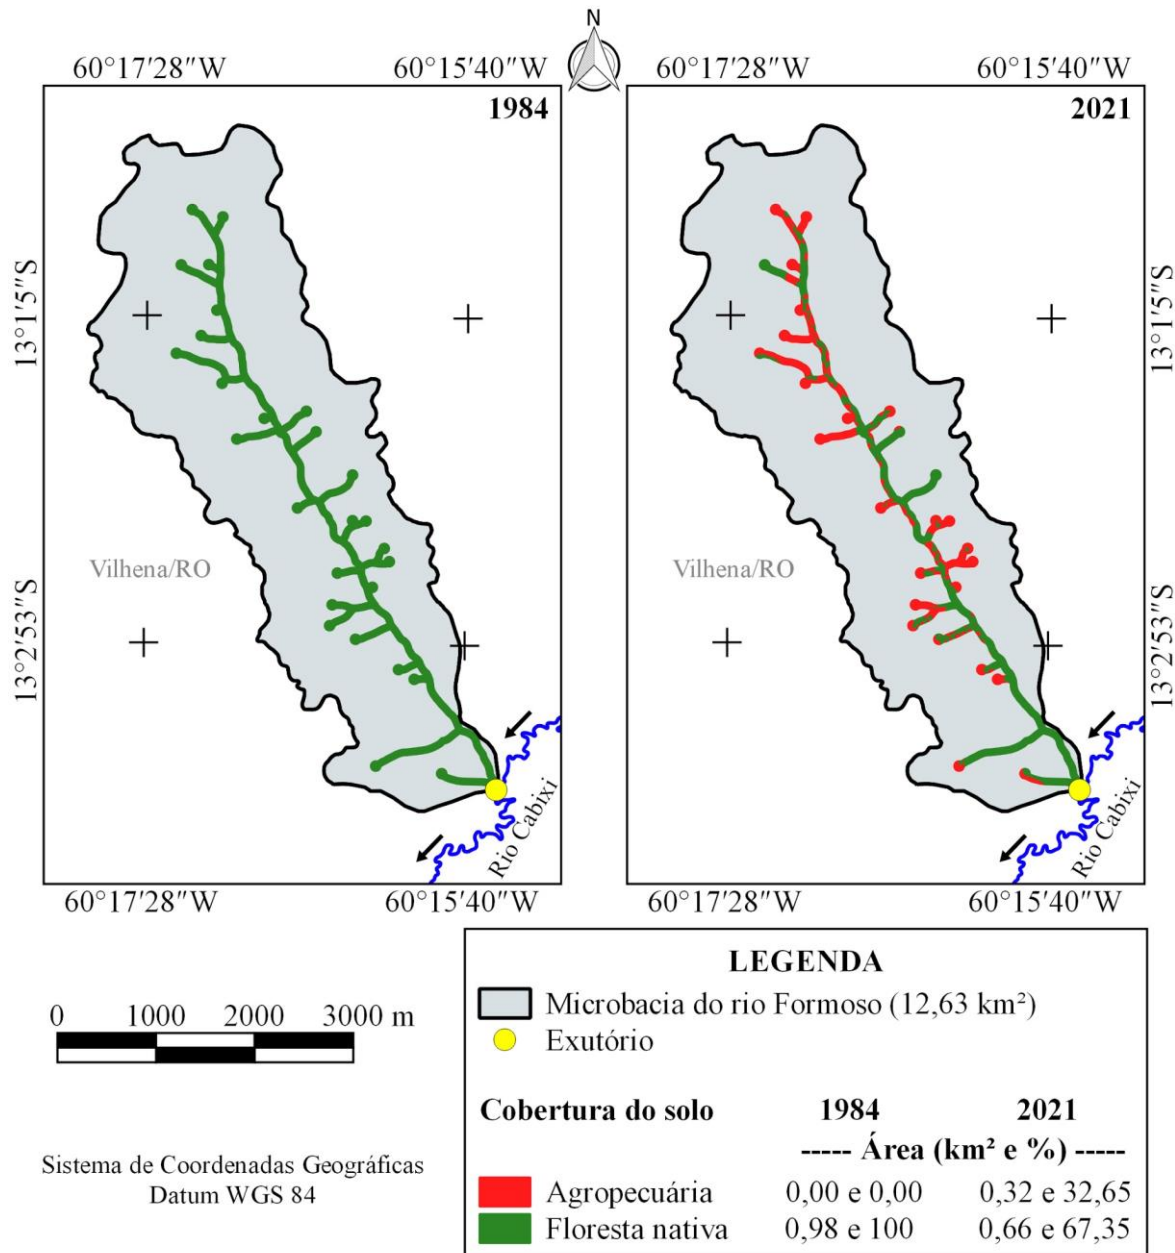 N
60°17'28"W 60°15'40"W 60°17'28"W 60°15'40"W
1984 2021
13°1'5"S 13°1'5"S
Vilhena/RO Vilhena/RO
13°2'53"S 13°2'53"S
Rio Cabixi Rio Cabixi
60°17'28"W 60°15'40"W 60°17'28"W 60°15'40"W
LEGENDA
Microbacia do rio Formoso (12,63 km²)
0 1000 2000 3000 m
Exutório
Cobertura do solo 1984 2021
----- Área (km² e %) -----
Sistema de Coordenadas Geográficas
Datum WGS 84
Agropecuária 0,00 e 0,00 0,32 e 32,65
Floresta nativa 0,98 e 100 0,66 e 67,35